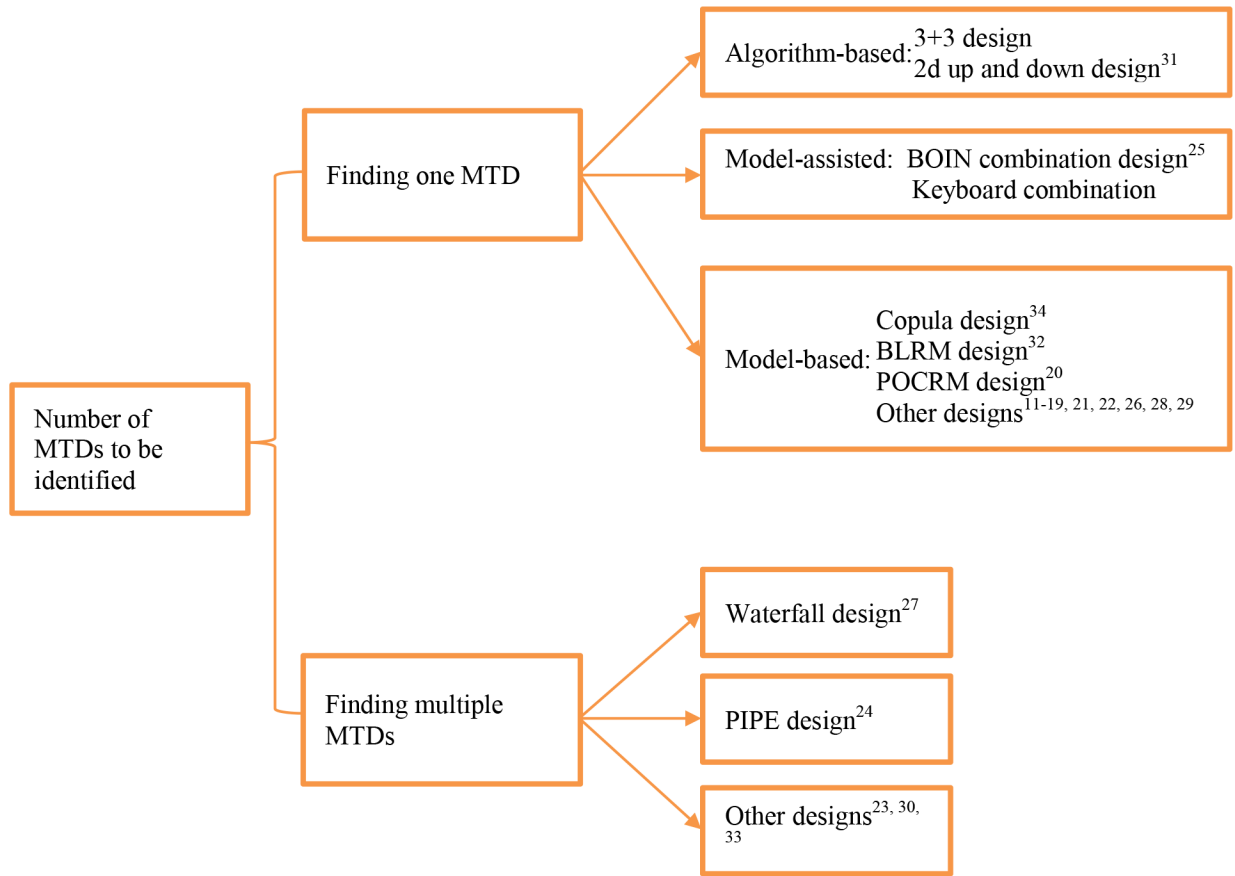 Number of
MTDs to be
identified
Finding one MTD
Algorithm-based: 3+3 design
2d up and down design31
Model-assisted: BOIN combination design25
Keyboard combination
Model-based:
Copula design34
BLRM design32
POCRM design20
Other designs11-19, 21, 22, 26, 28, 29
Finding multiple
MTDs
Waterfall design27
PIPE design24
Other designs23, 30,
33